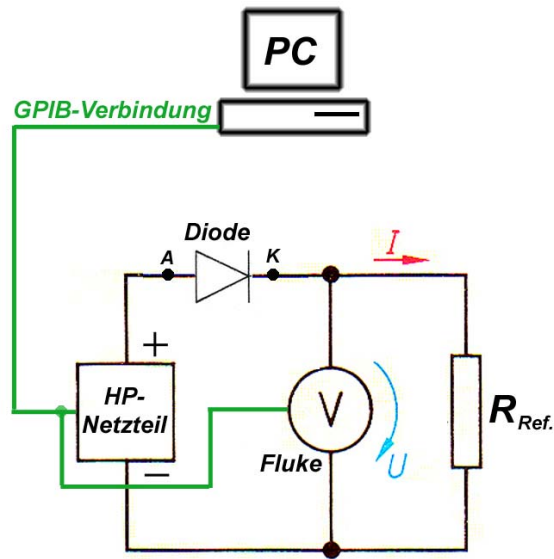 PC
GPIB-Verbindung
Diode
A
K
I
+
HP-
Netzteil
−
V
Fluke
U
R Ref.